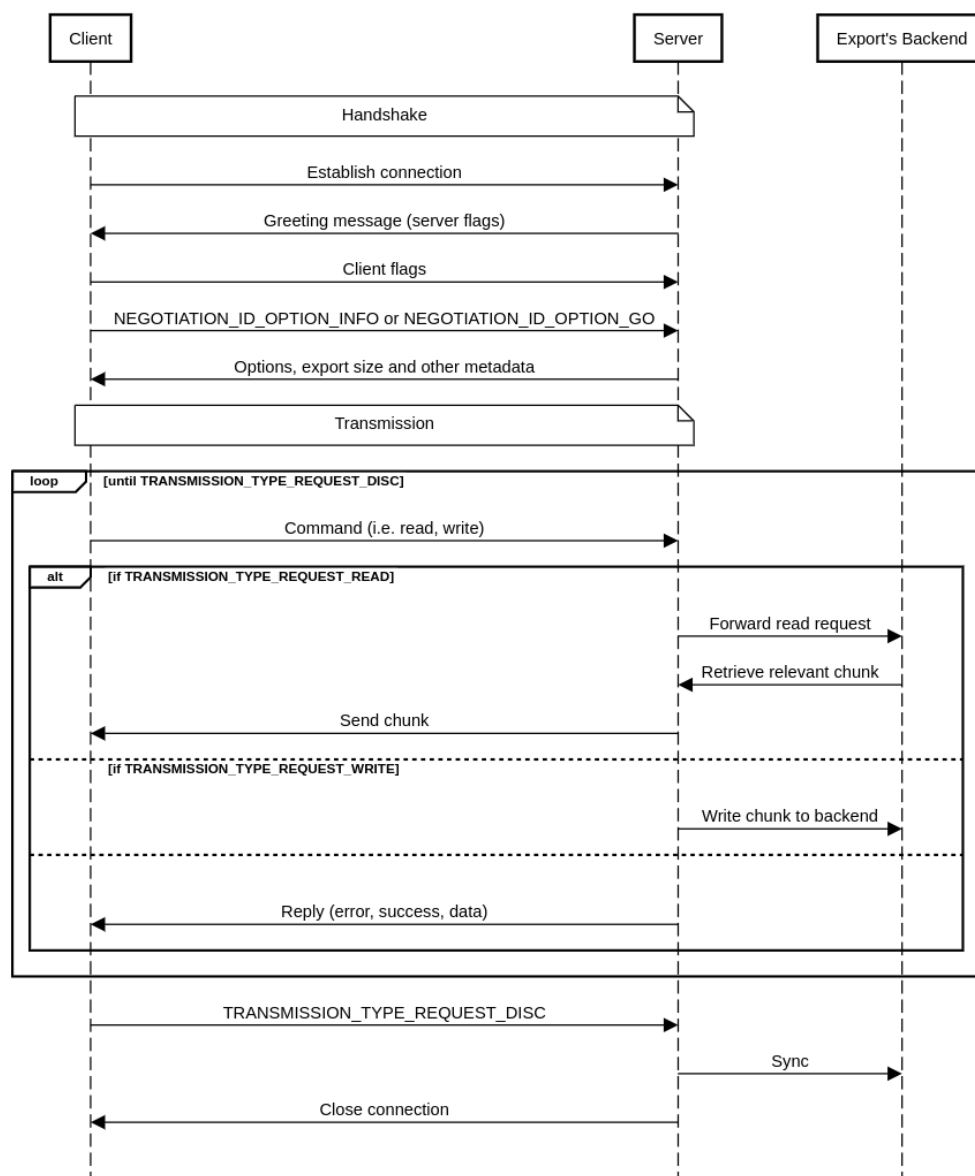 Client
Server
Export's Backend
Handshake
Establish connection
Greeting message (server flags)
Client flags
NEGOTIATION_ID_OPTION_INFO or NEGOTIATION_ID_OPTION_GO
Options, export size and other metadata
Transmission
loop
[until TRANSMISSION_TYPE_REQUEST_DISC]
Command (i.e. read, write)
alt
[if TRANSMISSION_TYPE_REQUEST_READ]
Forward read request
Retrieve relevant chunk
Send chunk
[if TRANSMISSION_TYPE_REQUEST_WRITE]
Write chunk to backend
Reply (error, success, data)
TRANSMISSION_TYPE_REQUEST_DISC
Sync
Close connection